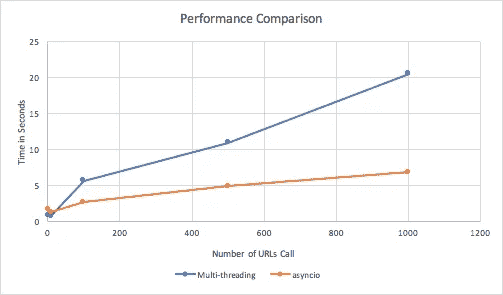 Performance Comparison
25
20
15
10
5
0
Time in Seconds
0 200 400 600 800 1000 1200
Number of URLs Call
Multi-threading asyncio